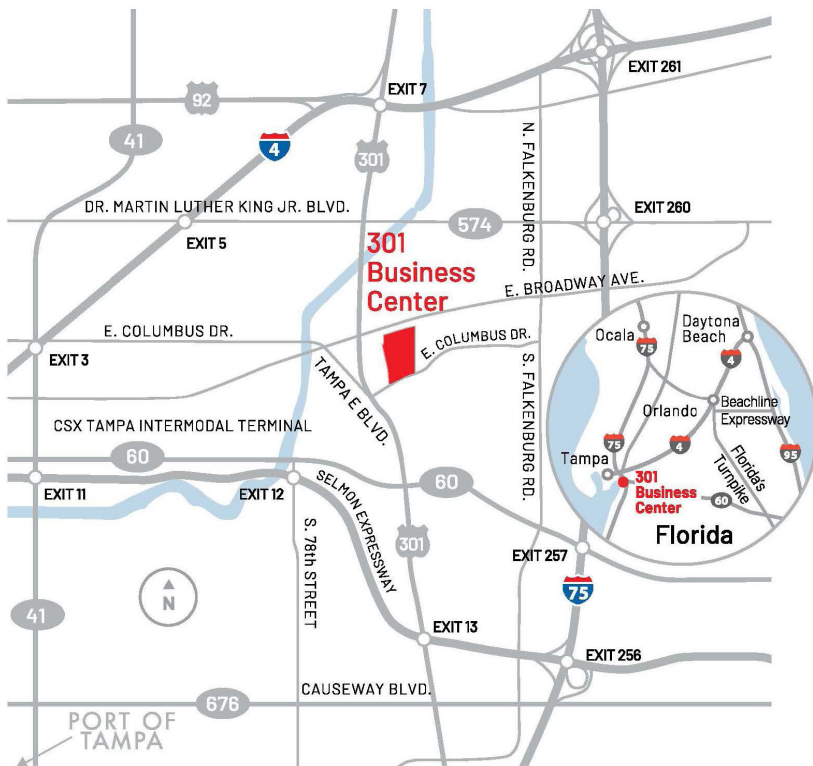 EXIT 261
EXIT 7
92
41
4
301
N. FALKENBURG RD.
DR. MARTIN LUTHER KING JR. BLVD.
EXIT 5
574
EXIT 260
301
Business
Center
E. BROADWAY AVE.
E. COLUMBUS DR.
E. COLUMBUS DR.
EXIT 3
TAMPA E BLVD.
S. FALKENBURG RD.
CSX TAMPA INTERMODAL TERMINAL
60
EXIT 11
EXIT 12
SELMON EXPRESSWAY
60
301
S. 78th STREET
EXIT 257
75
N
41
EXIT 13
EXIT 256
676
CAUSEWAY BLVD.
PORT OF
TAMPA
Ocala
Daytona
Beach
75
4
Orlando
Beachline
Expressway
75
4
95
Tampa
Florida's
Turnpike
301
Business
Center
60
Florida